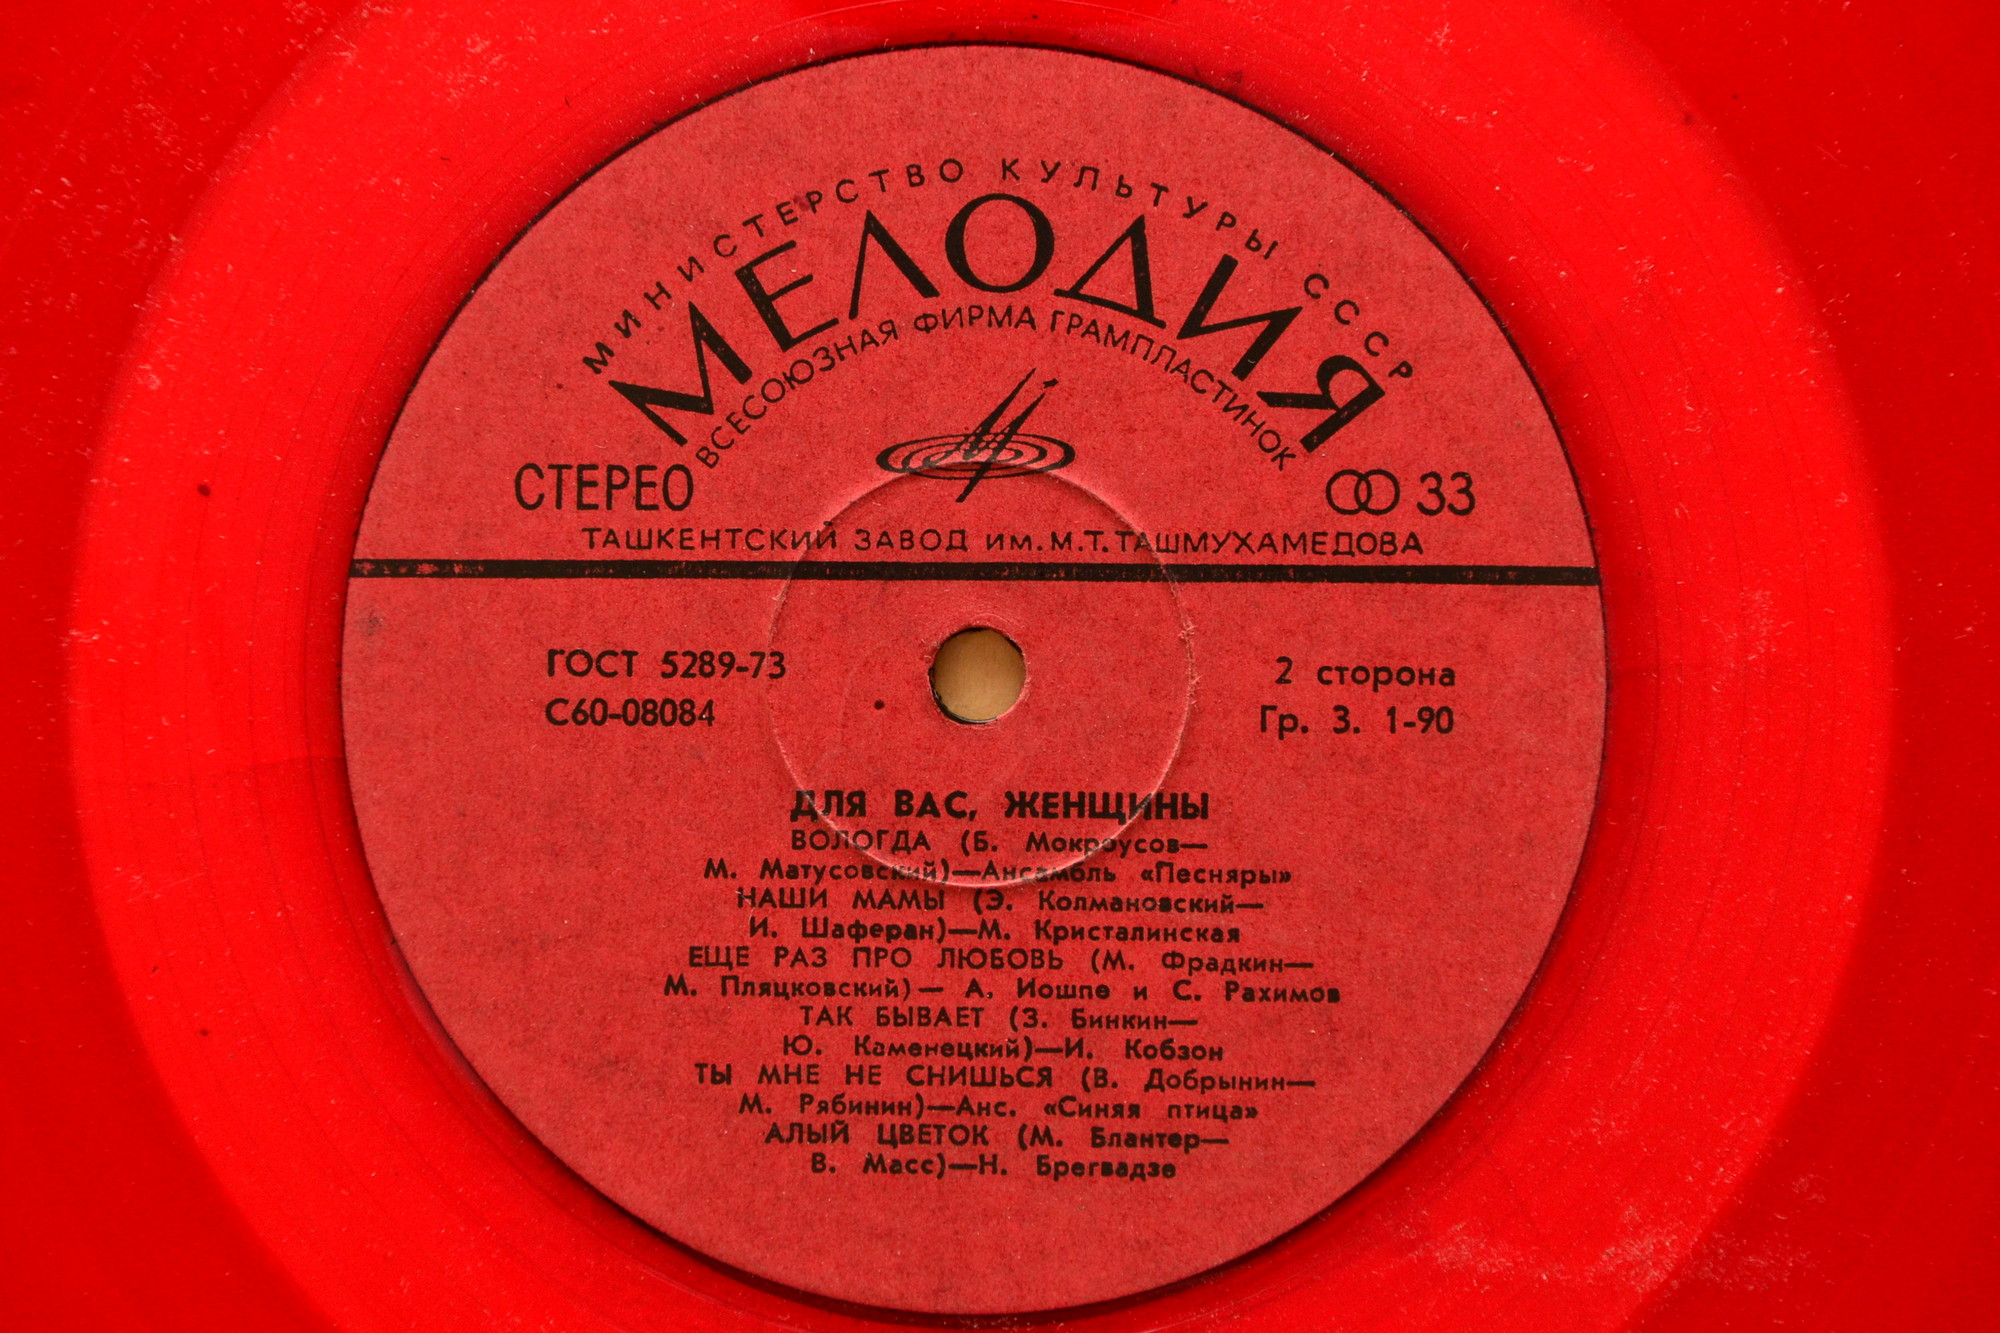 МИНИСТЕРСТВО КУЛЬТУРЫ СССР
МЕЛОДИЯ
ВСЕСОЮЗНАЯ ФИРМА ГРАМПЛАСТИНОК
СТЕРЕО 33
ТАШКЕНТСКИЙ ЗАВОД ИМ. М.Т. ТАШМУХАМЕДОВА
ГОСТ 5289-73 2 сторона
С60-08084 Гр. 3. 1-90
ДЛЯ ВАС, ЖЕНЩИНЫ
ВОЛОГДА (Б. Мокроусов—
М. Матусовский)—Ансамбль «Песняры»
НАШИ МАМЫ (Э. Колмановский—
И. Шаферан)—М. Кристалинская
ЕЩЕ РАЗ ПРО ЛЮБОВЬ (М. Фрадкин—
М. Пляцковский)— А. Иошпе и С. Рахимов
ТАК БЫВАЕТ (З. Бинкин—
Ю. Каменецкий)—И. Кобзон
ТЫ МНЕ НЕ СНИШЬСЯ (В. Добрынин—
М. Рябинин)—Анс. «Синяя птица»
АЛЫЙ ЦВЕТОК (М. Блантер—
В. Масс)—Н. Брегвадзе